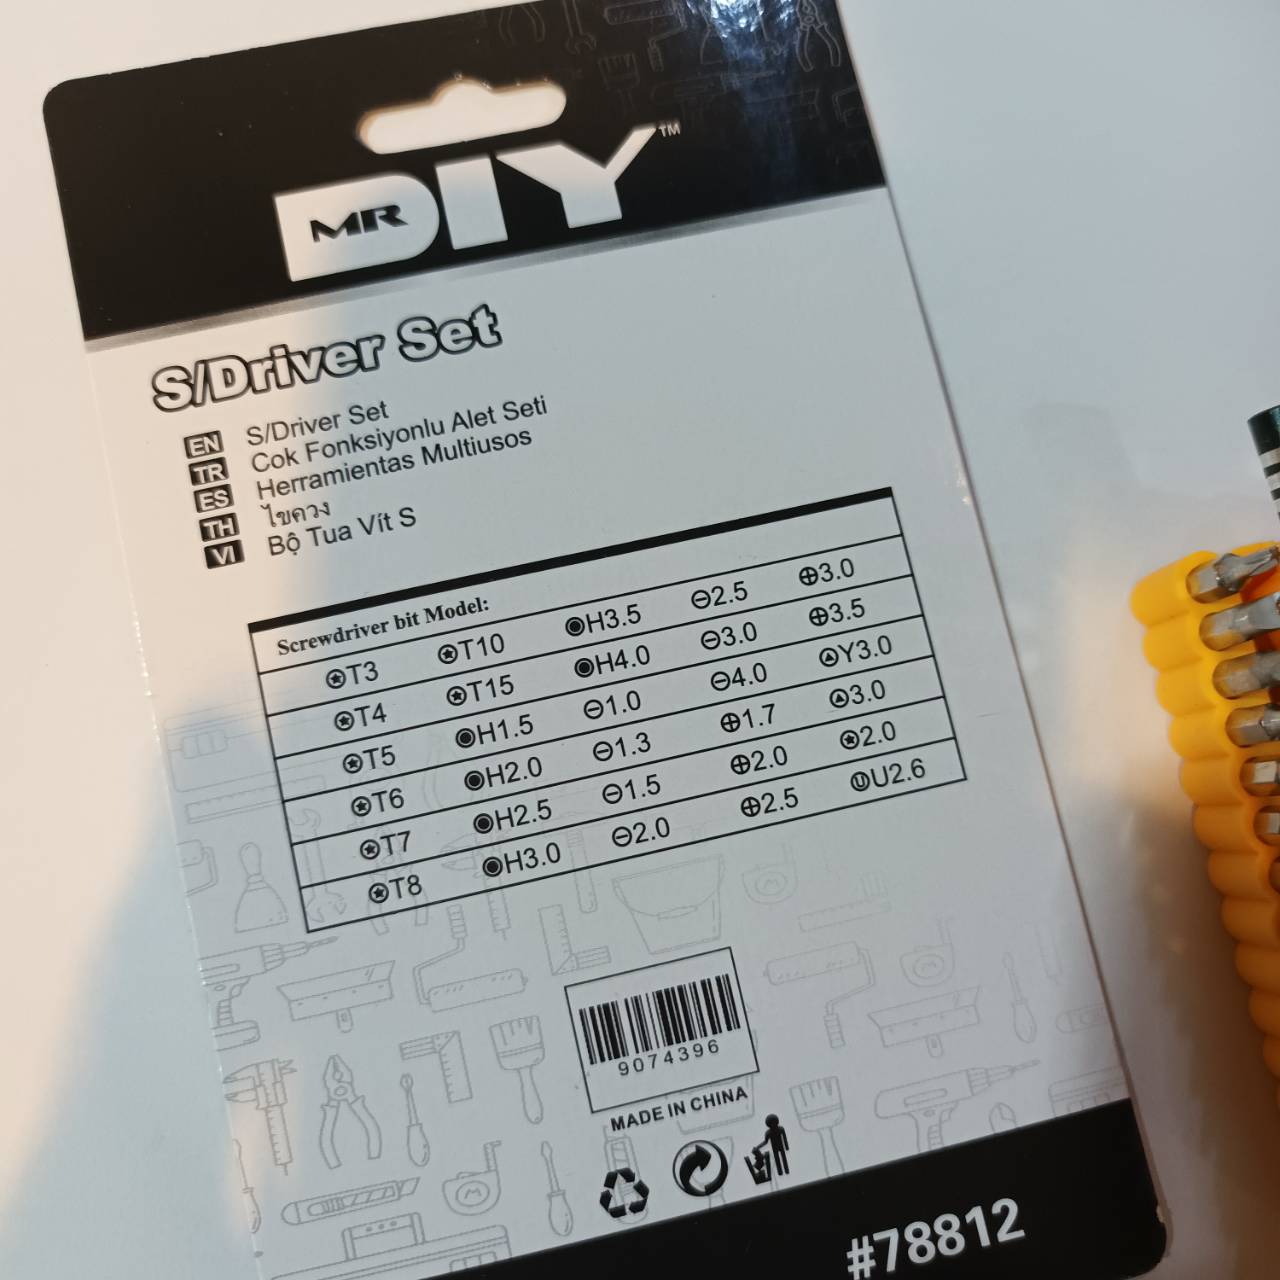 MR DIY™
S/Driver Set
EN S/Driver Set
TR Cok Fonksiyonlu Alet Seti
ES Herramientas Multiusos
TH ไขควง
VI Bộ Tua Vít S
Screwdriver bit Model:
T3 T10 H3.5 ⊖2.5 ⊕3.0
T4 T15 H4.0 ⊖3.0 ⊕3.5
T5 H1.5 ⊖1.0 ⊖4.0 Y3.0
T6 H2.0 ⊖1.3 ⊕1.7 3.0
T7 H2.5 ⊖1.5 ⊕2.0 2.0
T8 H3.0 ⊖2.0 ⊕2.5 U2.6
9074396
MADE IN CHINA
#78812